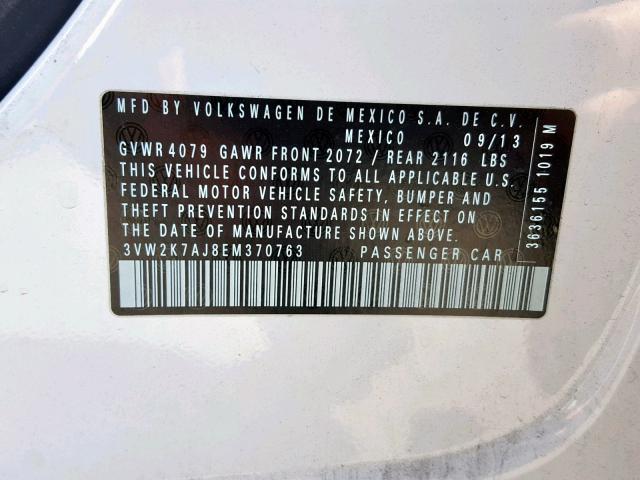 MFD BY VOLKSWAGEN DE MEXICO S.A. DE C.V.
MEXICO 09/13
GVWR 4079 GAWR FRONT 2072 / REAR 2116 LBS
THIS VEHICLE CONFORMS TO ALL APPLICABLE U.S.
FEDERAL MOTOR VEHICLE SAFETY, BUMPER AND
THEFT PREVENTION STANDARDS IN EFFECT ON
THE DATE OF MANUFACTURE SHOWN ABOVE.
3VW2K7AJ8EM370763 PASSENGER CAR
3636155 1019 M